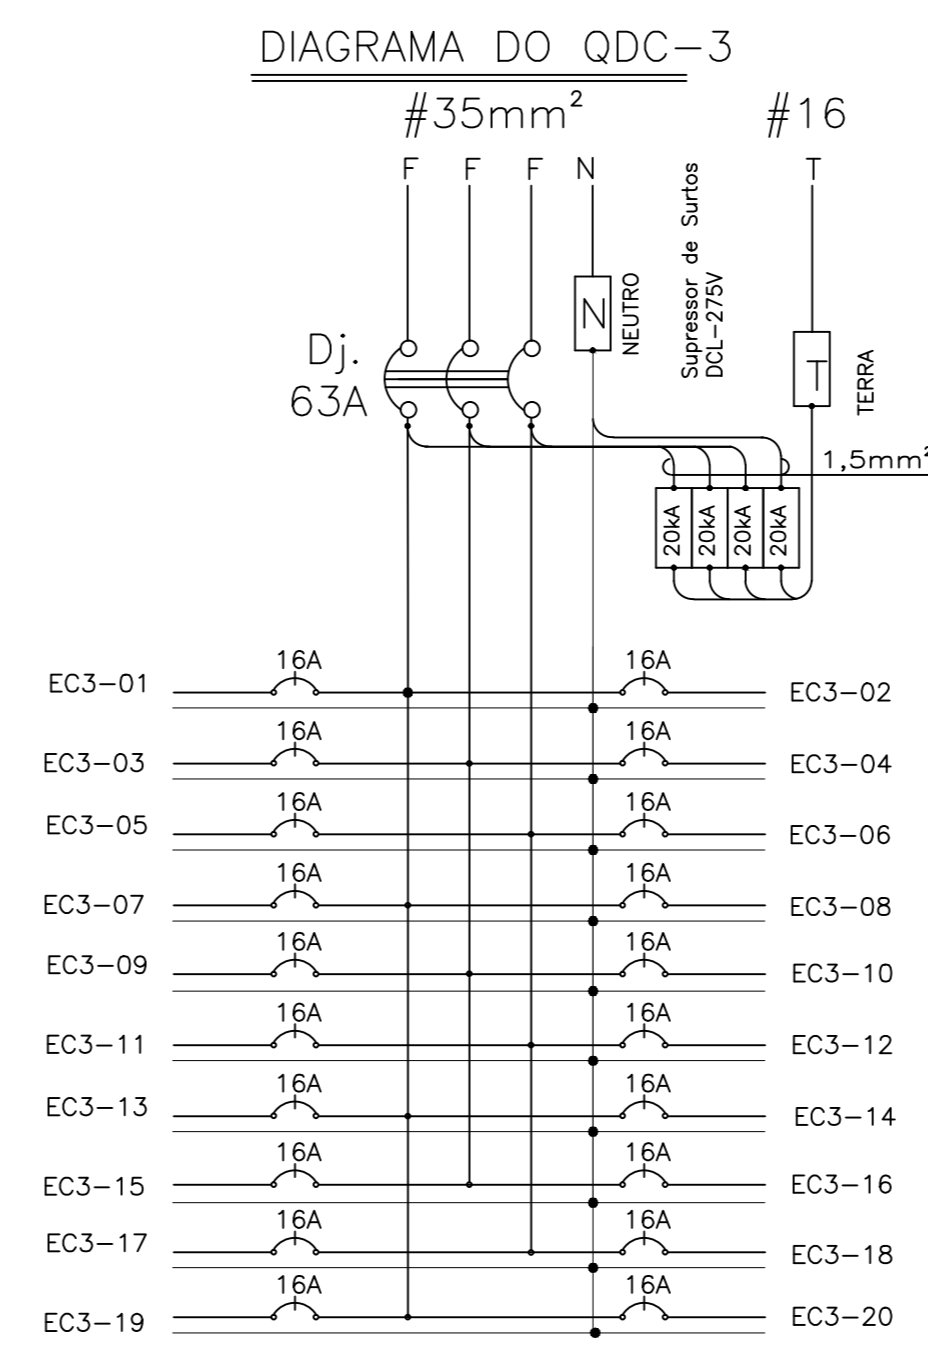 DIAGRAMA DO QDC-3
#35mm² #16
F F F N T
Supressor de Surtos
DCL-275V
N NEUTRO
T TERRA
Dj.
63A
1,5mm²
20kA 20kA 20kA 20kA
16A 16A
EC3-01 EC3-02
16A 16A
EC3-03 EC3-04
16A 16A
EC3-05 EC3-06
16A 16A
EC3-07 EC3-08
16A 16A
EC3-09 EC3-10
16A 16A
EC3-11 EC3-12
16A 16A
EC3-13 EC3-14
16A 16A
EC3-15 EC3-16
16A 16A
EC3-17 EC3-18
16A 16A
EC3-19 EC3-20